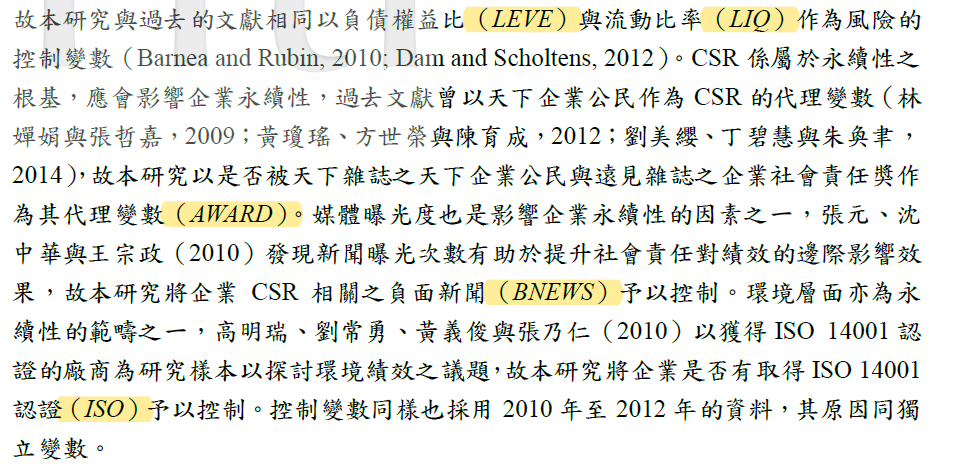 故本研究與過去的文獻相同以負債權益比（LEVE）與流動比率（LIQ）作為風險的
控制變數（Barnea and Rubin, 2010; Dam and Scholtens, 2012）。CSR 係屬於永續性之
根基，應會影響企業永續性，過去文獻曾以天下企業公民作為 CSR 的代理變數（林
嬋娟與張哲嘉，2009；黃瓊瑤、方世榮與陳育成，2012；劉美纓、丁碧慧與朱奐聿，
2014），故本研究以是否被天下雜誌之天下企業公民與遠見雜誌之企業社會責任獎作
為其代理變數（AWARD）。媒體曝光度也是影響企業永續性的因素之一，張元、沈
中華與王宗政（2010）發現新聞曝光次數有助於提升社會責任對績效的邊際影響效
果，故本研究將企業 CSR 相關之負面新聞（BNEWS）予以控制。環境層面亦為永
續性的範疇之一，高明瑞、劉常勇、黃義俊與張乃仁（2010）以獲得 ISO 14001 認
證的廠商為研究樣本以探討環境績效之議題，故本研究將企業是否有取得 ISO 14001
認證（ISO）予以控制。控制變數同樣也採用 2010 年至 2012 年的資料，其原因同獨
立變數。